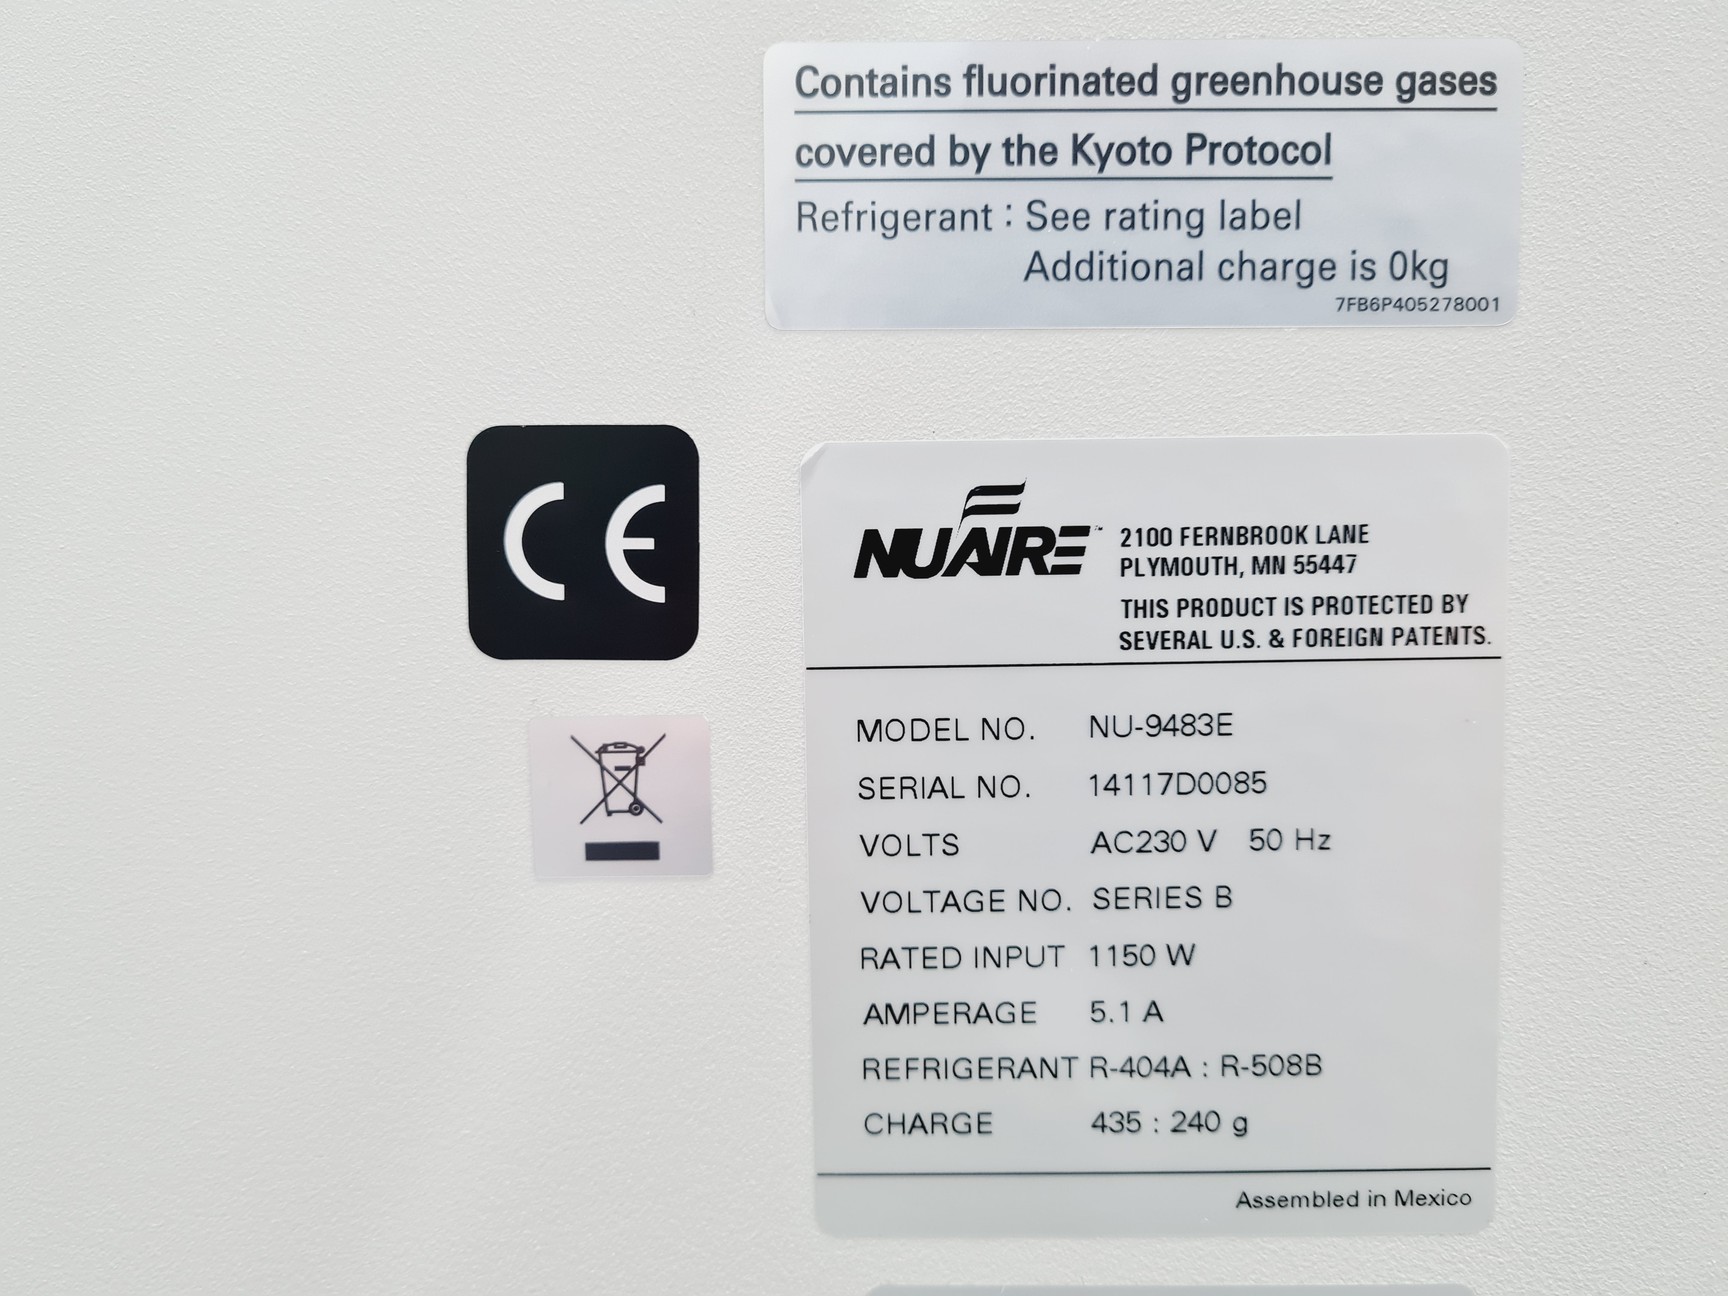 Contains fluorinated greenhouse gases
covered by the Kyoto Protocol
Refrigerant : See rating label
Additional charge is 0kg
7FB6P405278001
CE
NUAIRE™
2100 FERNBROOK LANE
PLYMOUTH, MN 55447
THIS PRODUCT IS PROTECTED BY
SEVERAL U.S. & FOREIGN PATENTS.
MODEL NO. NU-9483E
SERIAL NO. 14117D0085
VOLTS AC230 V 50 Hz
VOLTAGE NO. SERIES B
RATED INPUT 1150 W
AMPERAGE 5.1 A
REFRIGERANT R-404A : R-508B
CHARGE 435 : 240 g
Assembled in Mexico